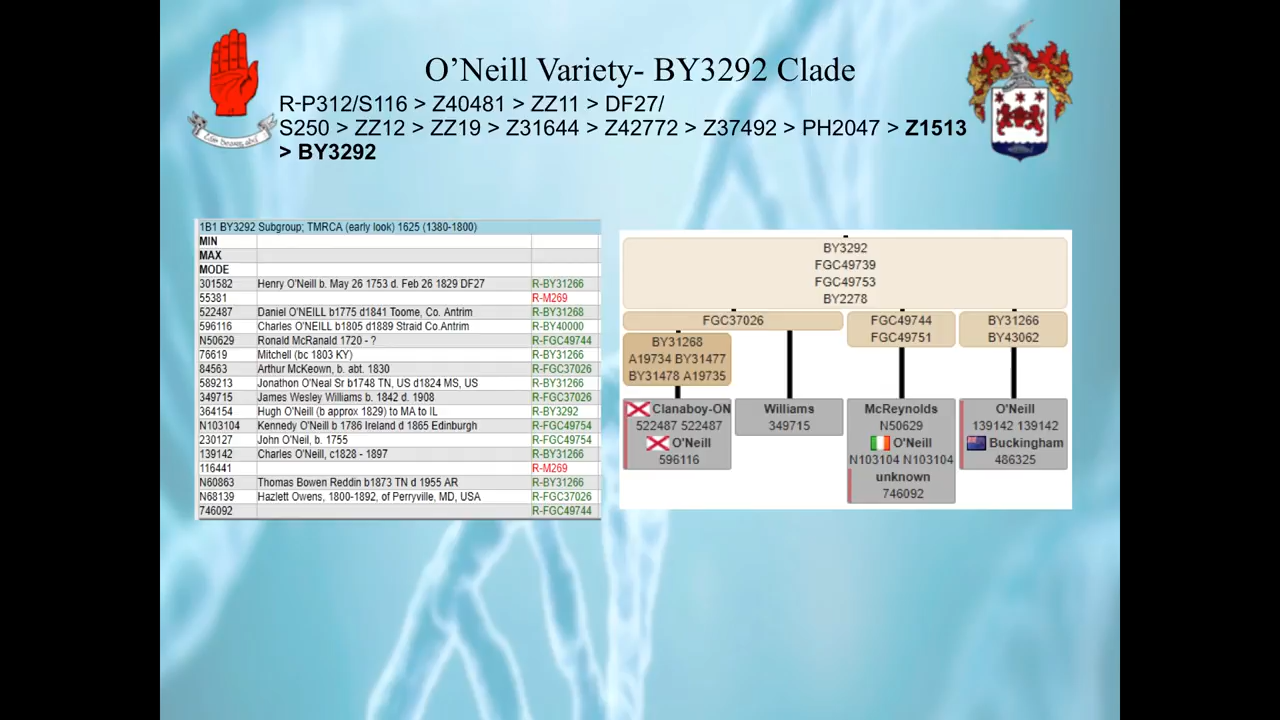 O’Neill Variety- BY3292 Clade
R-P312/S116 > Z40481 > ZZ11 > DF27/
S250 > ZZ12 > ZZ19 > Z31644 > Z42772 > Z37492 > PH2047 > Z1513
> BY3292
1B1 BY3292 Subgroup; TMRCA (early look) 1625 (1380-1800)
MIN
MAX
MODE
301582 Henry O'Neill b. May 26 1753 d. Feb 26 1829 DF27 R-BY31266
55381 R-M269
522487 Daniel O'NEILL b1775 d1841 Toome, Co. Antrim R-BY31268
596116 Charles O'NEILL b1805 d1889 Straid Co.Antrim R-BY40000
N50629 Ronald McRanald 1720 - ? R-FGC49744
76619 Mitchell (bc 1803 KY) R-BY31266
84563 Arthur McKeown, b. abt. 1830 R-FGC37026
589213 Jonathon O'Neal Sr b1748 TN, US d1824 MS, US R-BY31266
349715 James Wesley Williams b. 1842 d. 1908 R-FGC37026
364154 Hugh O'Neill (b approx 1829) to MA to IL R-BY3292
N103104 Kennedy O'Neill b 1786 Ireland d 1865 Edinburgh R-FGC49754
230127 John O'Neil, b. 1755 R-FGC49754
139142 Charles O'Neill, c1828 - 1897 R-BY31266
116441 R-M269
N60863 Thomas Bowen Reddin b1873 TN d 1955 AR R-BY31266
N68139 Hazlett Owens, 1800-1892, of Perryville, MD, USA R-FGC37026
746092 R-FGC49744
BY3292
FGC49739
FGC49753
BY2278
FGC37026
FGC49744
FGC49751
BY31266
BY43062
BY31268
A19734 BY31477
BY31478 A19735
Clanaboy-ON
522487 522487
O'Neill
596116
Williams
349715
McReynolds
N50629
O'Neill
N103104 N103104
unknown
746092
O'Neill
139142 139142
Buckingham
486325